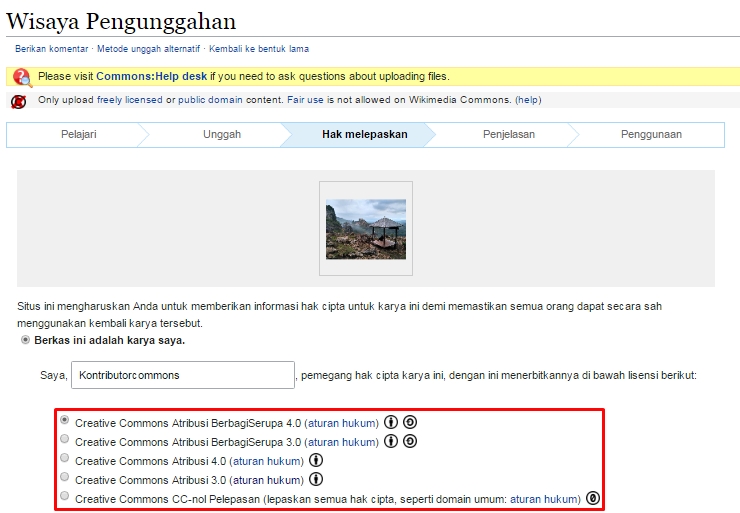 Wisaya Pengunggahan
Berikan komentar · Metode unggah alternatif · Kembali ke bentuk lama
Please visit Commons:Help desk if you need to ask questions about uploading files.
Only upload freely licensed or public domain content. Fair use is not allowed on Wikimedia Commons. (help)
Pelajari Unggah Hak melepaskan Penjelasan Penggunaan
Situs ini mengharuskan Anda untuk memberikan informasi hak cipta untuk karya ini demi memastikan semua orang dapat secara sah
menggunakan kembali karya tersebut.
Berkas ini adalah karya saya.
Saya, Kontributorcommons , pemegang hak cipta karya ini, dengan ini menerbitkannya di bawah lisensi berikut:
Creative Commons Atribusi BerbagiSerupa 4.0 (aturan hukum)
Creative Commons Atribusi BerbagiSerupa 3.0 (aturan hukum)
Creative Commons Atribusi 4.0 (aturan hukum)
Creative Commons Atribusi 3.0 (aturan hukum)
Creative Commons CC-nol Pelepasan (lepaskan semua hak cipta, seperti domain umum: aturan hukum)